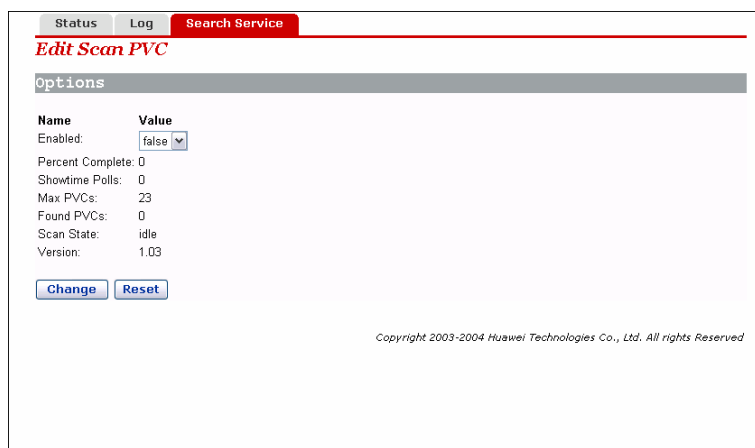 Status Log Search Service
Edit Scan PVC
Options
Name Value
Enabled: false
Percent Complete: 0
Showtime Polls: 0
Max PVCs: 23
Found PVCs: 0
Scan State: idle
Version: 1.03
Change Reset
Copyright 2003-2004 Huawei Technologies Co., Ltd. All rights Reserved